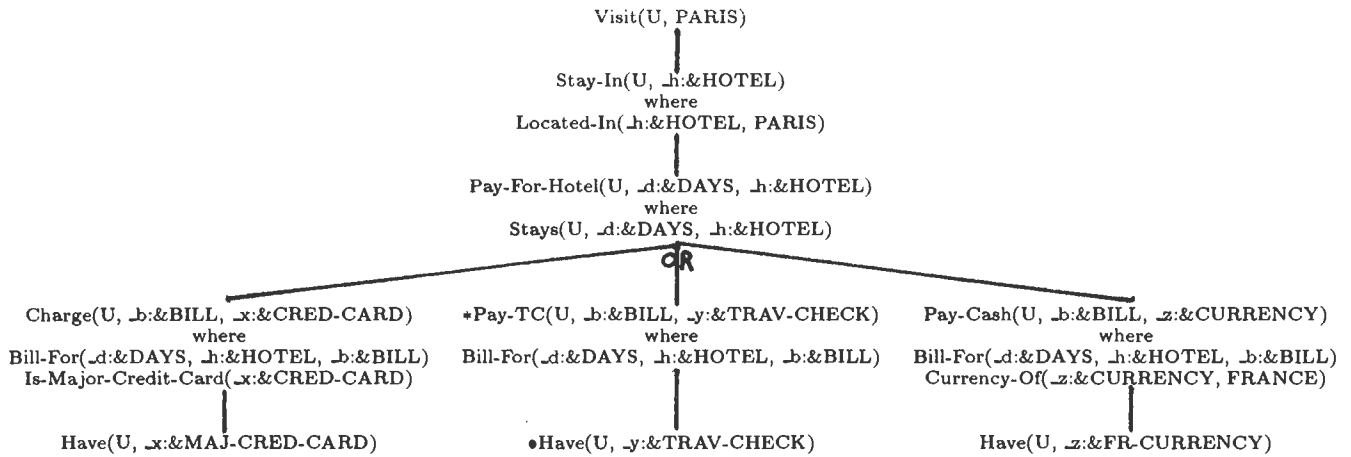 Visit(U, PARIS)
Stay-In(U, _h:&HOTEL)
where
Located-In(_h:&HOTEL, PARIS)
Pay-For-Hotel(U, _d:&DAYS, _h:&HOTEL)
where
Stays(U, _d:&DAYS, _h:&HOTEL)
OR
Charge(U, _b:&BILL, _x:&CRED-CARD)
where
Bill-For(_d:&DAYS, _h:&HOTEL, _b:&BILL)
Is-Major-Credit-Card(_x:&CRED-CARD)
Have(U, _x:&MAJ-CRED-CARD)
*Pay-TC(U, _b:&BILL, _y:&TRAV-CHECK)
where
Bill-For(_d:&DAYS, _h:&HOTEL, _b:&BILL)
•Have(U, _y:&TRAV-CHECK)
Pay-Cash(U, _b:&BILL, _z:&CURRENCY)
where
Bill-For(_d:&DAYS, _h:&HOTEL, _b:&BILL)
Currency-Of(_z:&CURRENCY, FRANCE)
Have(U, _z:&FR-CURRENCY)